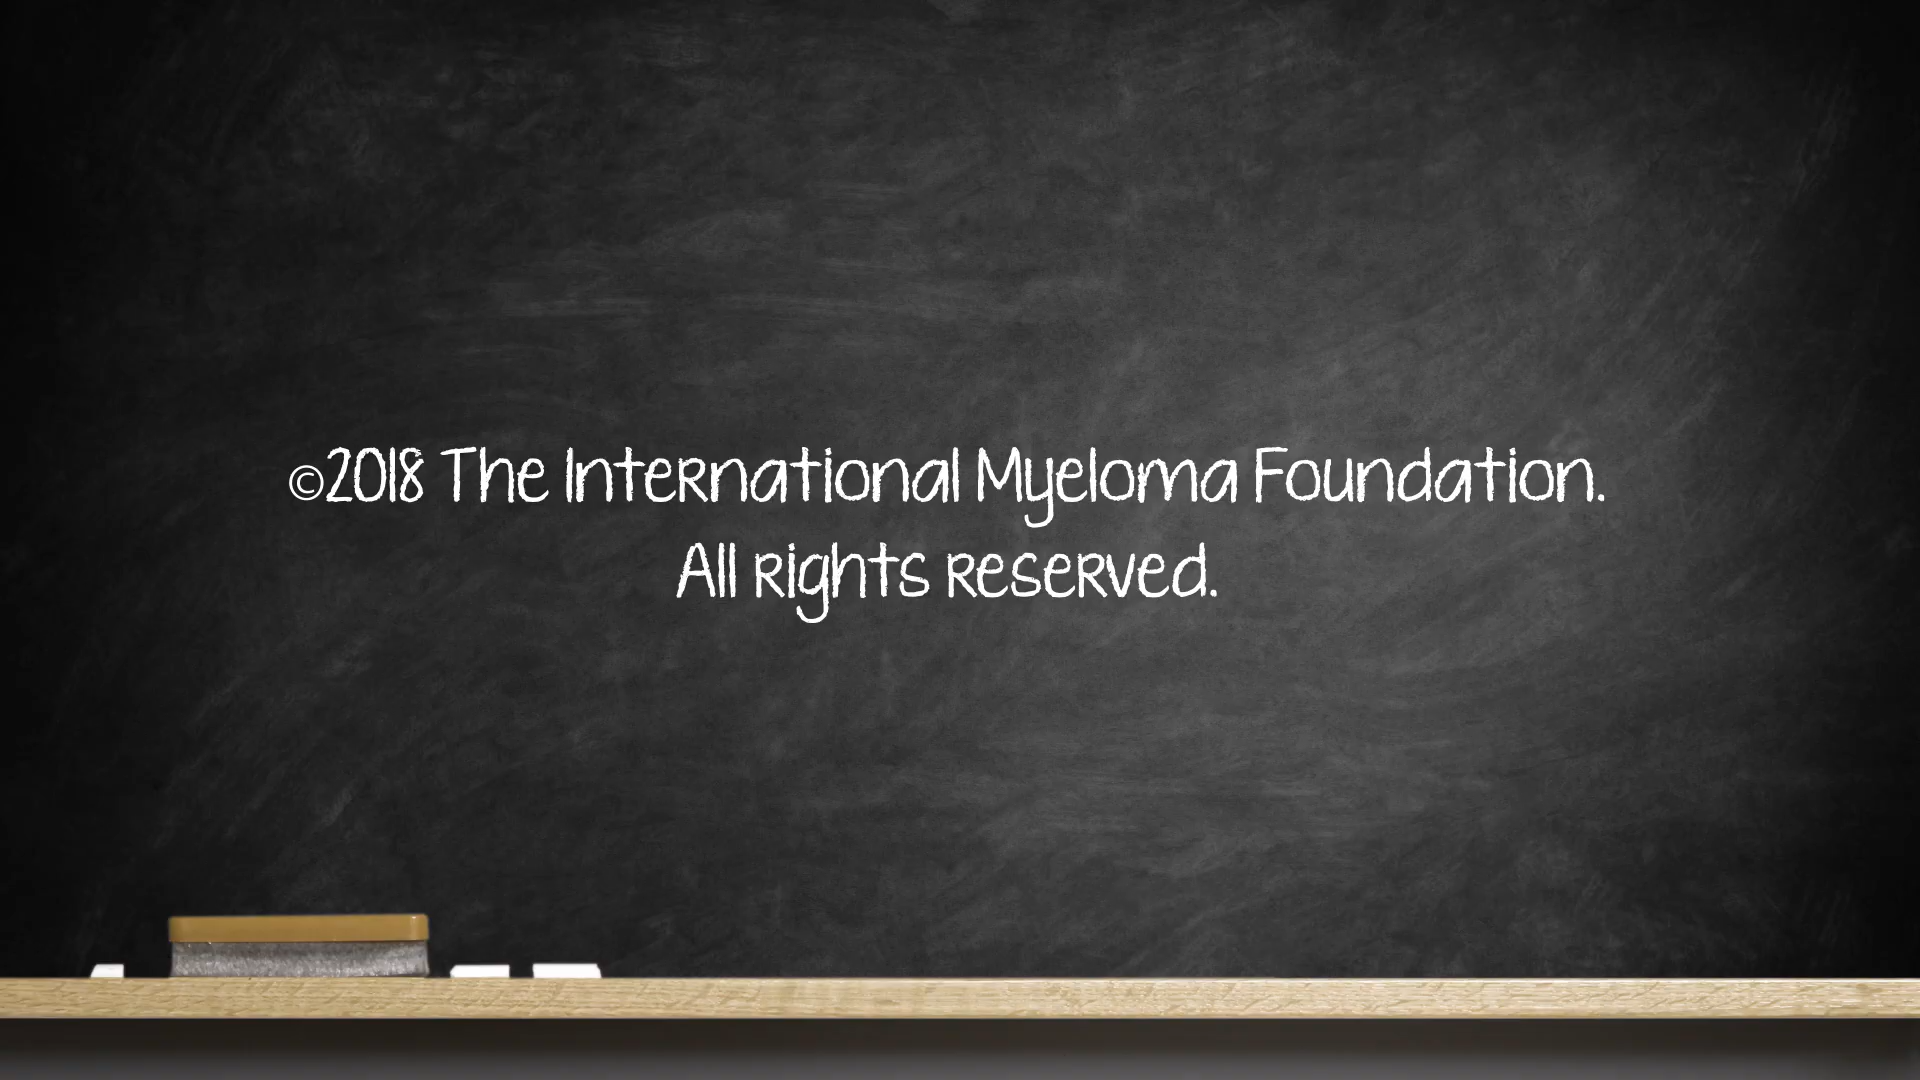 ©2018 The International Myeloma Foundation.
All rights reserved.